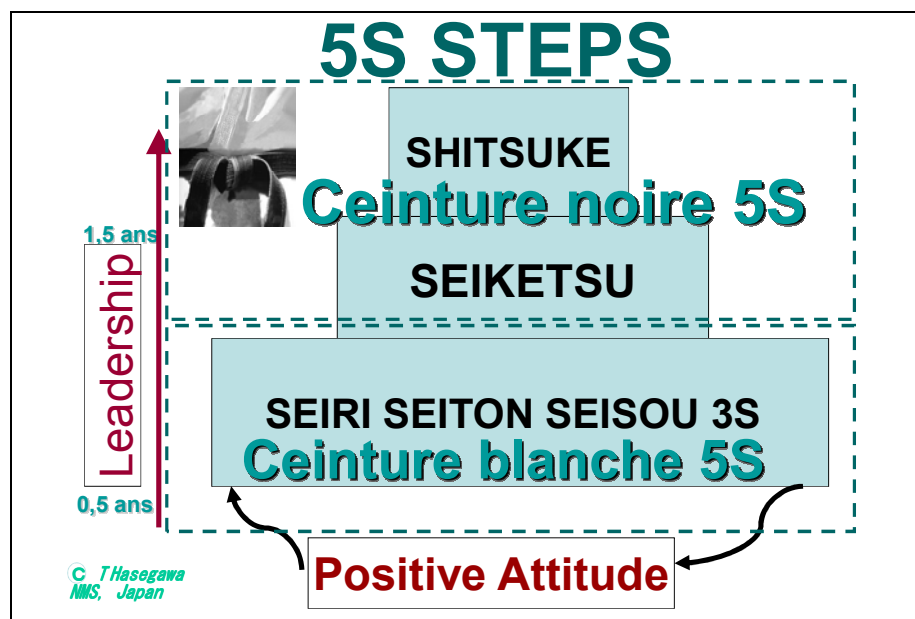 5S STEPS
SHITSUKE
Ceinture noire 5S
1,5 ans
SEIKETSU
Leadership
SEIRI SEITON SEISOU 3S
Ceinture blanche 5S
0,5 ans
Positive Attitude
© THasegawa
NMS, Japan